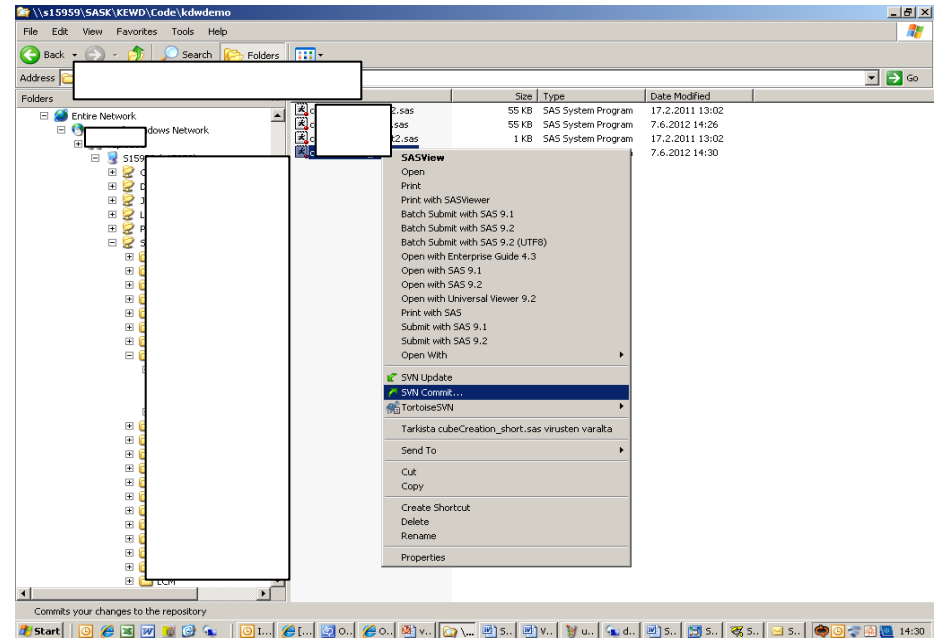 \\s15959\SASK\KEWD\Code\kdwdemo
File Edit View Favorites Tools Help
Back Search Folders
Address Go
Folders
Size Type Date Modified
Entire Network
dows Network
S159
2.sas 55 KB SAS System Program 17.2.2011 13:02
.sas 55 KB SAS System Program 7.6.2012 14:26
t2.sas 1 KB SAS System Program 17.2.2011 13:02
7.6.2012 14:30
SASView
Open
Print
Print with SASViewer
Batch Submit with SAS 9.1
Batch Submit with SAS 9.2
Batch Submit with SAS 9.2 (UTF8)
Open with Enterprise Guide 4.3
Open with SAS 9.1
Open with SAS 9.2
Open with Universal Viewer 9.2
Print with SAS
Submit with SAS 9.1
Submit with SAS 9.2
Open With
SVN Update
SVN Commit...
TortoiseSVN
Tarkista cubeCreation_short.sas virusten varalta
Send To
Cut
Copy
Create Shortcut
Delete
Rename
Properties
LCM
Commits your changes to the repository
Start I... [... O... O... v.. \... S.. V.. u.. d.. S.. S.. S.. S.. 14:30